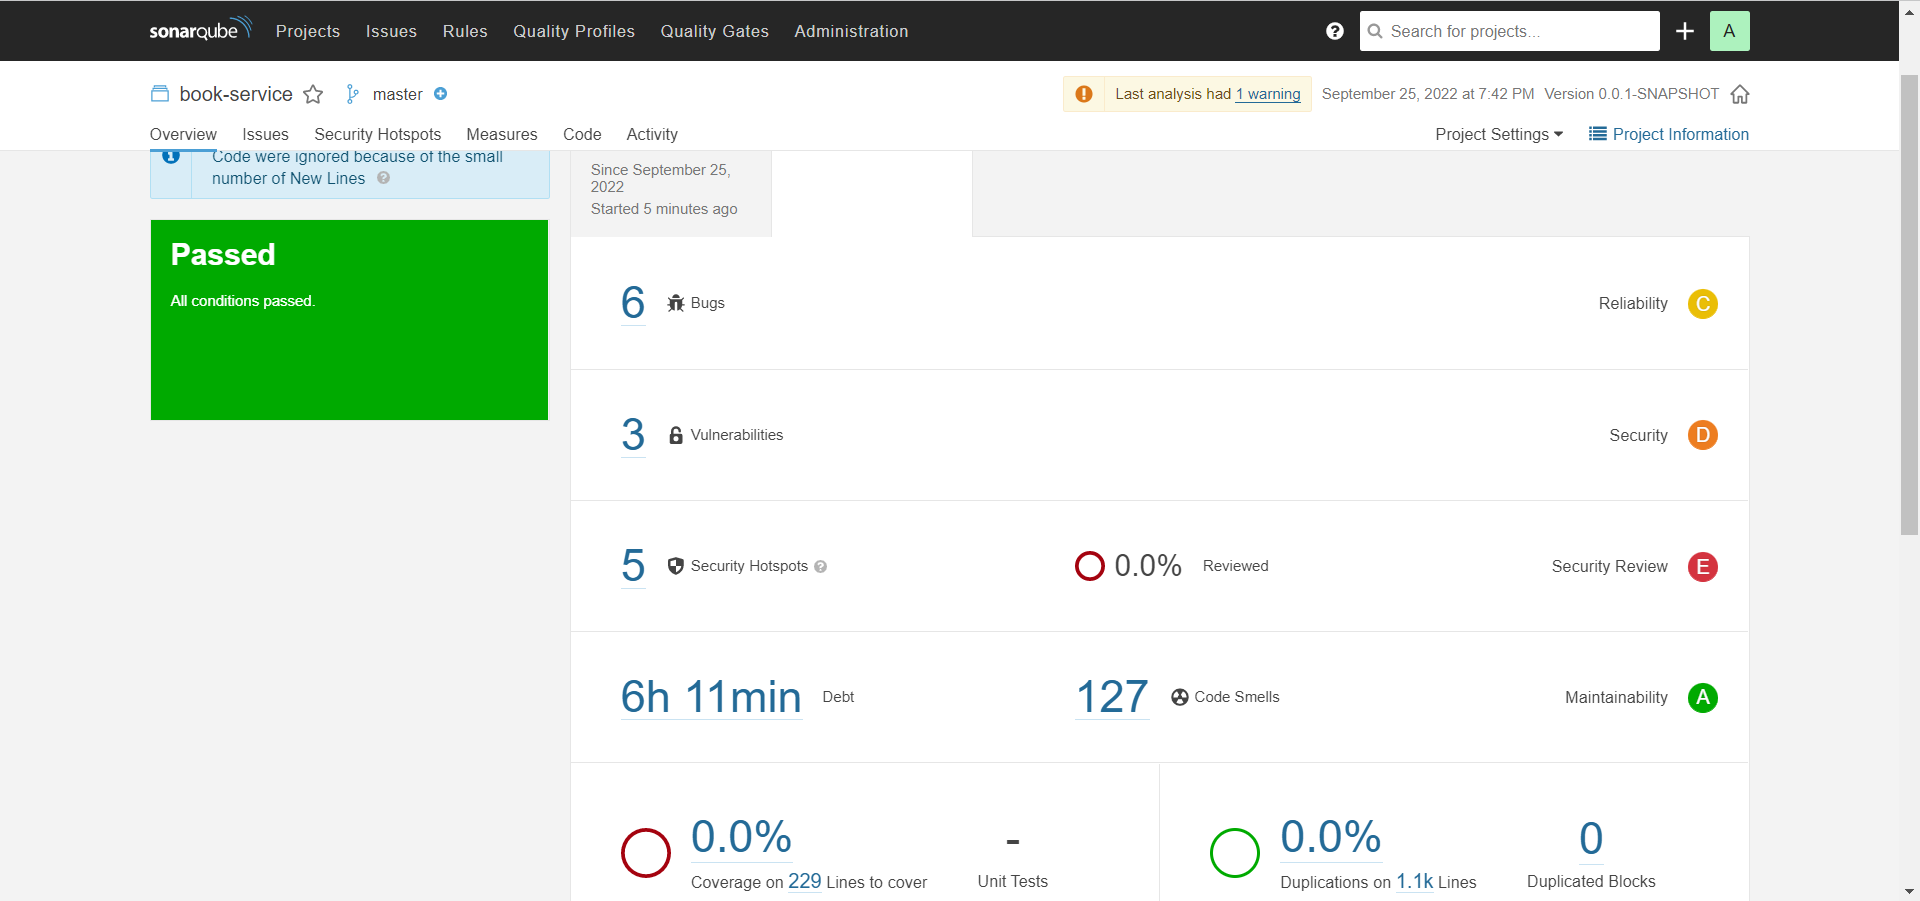 sonarqube Projects Issues Rules Quality Profiles Quality Gates Administration Search for projects... A
book-service master Last analysis had 1 warning September 25, 2022 at 7:42 PM Version 0.0.1-SNAPSHOT
Overview Issues Security Hotspots Measures Code Activity Project Settings Project Information
Code were ignored because of the small
number of New Lines
Since September 25,
2022
Started 5 minutes ago
Passed
All conditions passed.
6 Bugs Reliability C
3 Vulnerabilities Security D
5 Security Hotspots 0.0% Reviewed Security Review E
6h 11min Debt 127 Code Smells Maintainability A
0.0% - 0.0% 0
Coverage on 229 Lines to cover Unit Tests Duplications on 1.1k Lines Duplicated Blocks